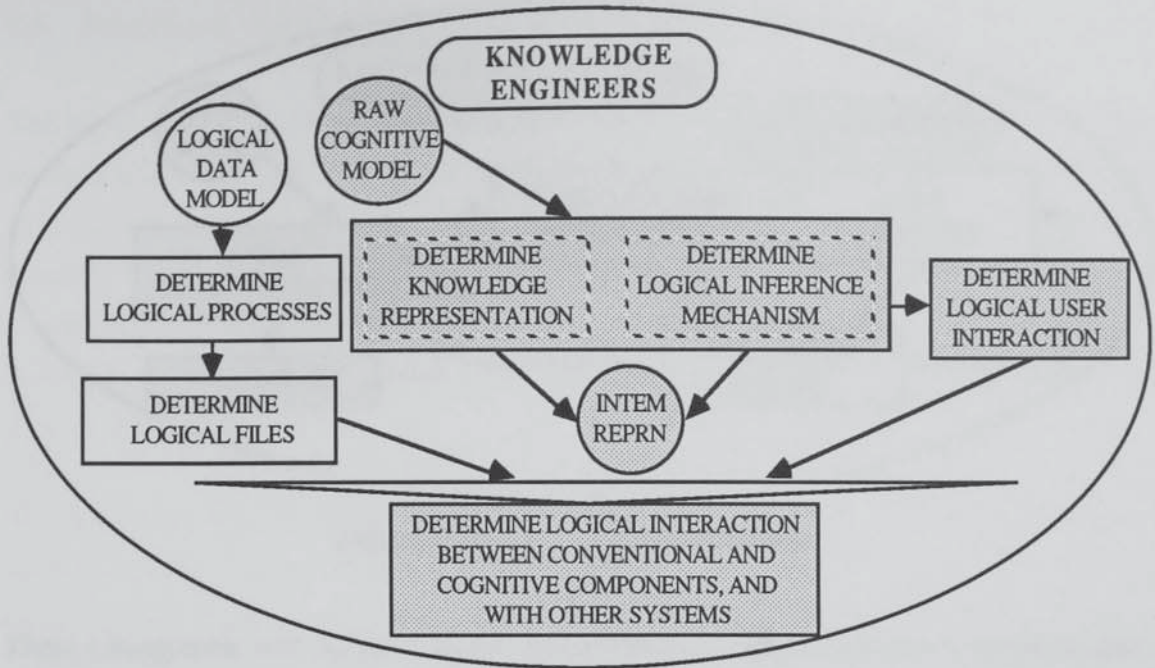 KNOWLEDGE
ENGINEERS
RAW
COGNITIVE
MODEL
LOGICAL
DATA
MODEL
DETERMINE
LOGICAL PROCESSES
DETERMINE
KNOWLEDGE
REPRESENTATION
DETERMINE
LOGICAL INFERENCE
MECHANISM
DETERMINE
LOGICAL USER
INTERACTION
DETERMINE
LOGICAL FILES
INTEM
REPRN
DETERMINE LOGICAL INTERACTION
BETWEEN CONVENTIONAL AND
COGNITIVE COMPONENTS, AND
WITH OTHER SYSTEMS